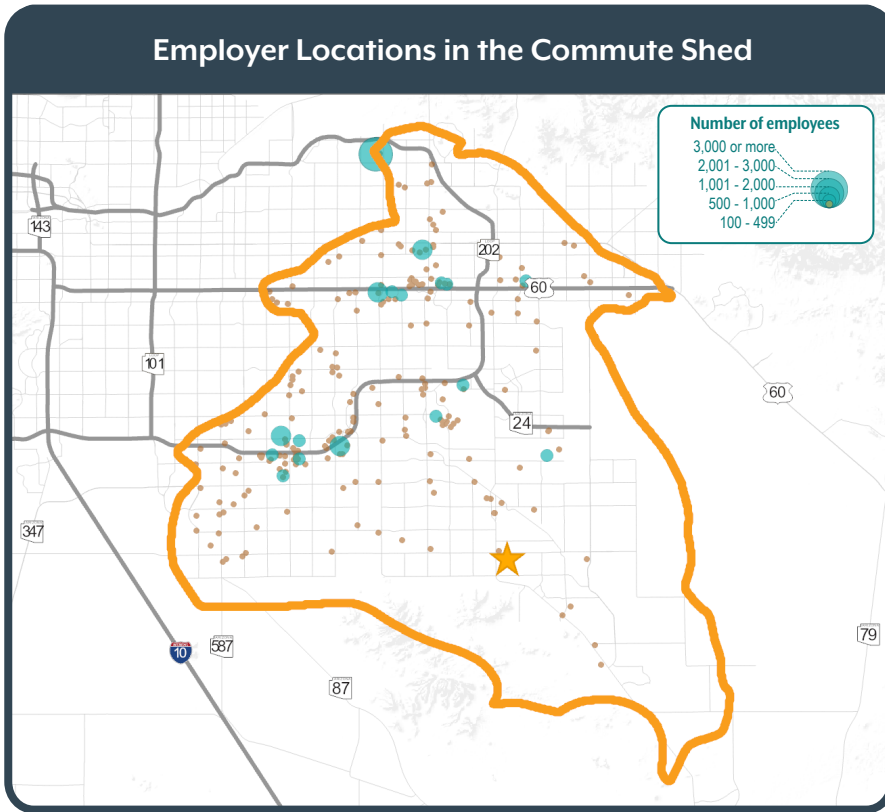 Employer Locations in the Commute Shed
Number of employees
3,000 or more
2,001 - 3,000
1,001 - 2,000
500 - 1,000
100 - 499
143
202
60
101
60
24
347
10
587
79
87